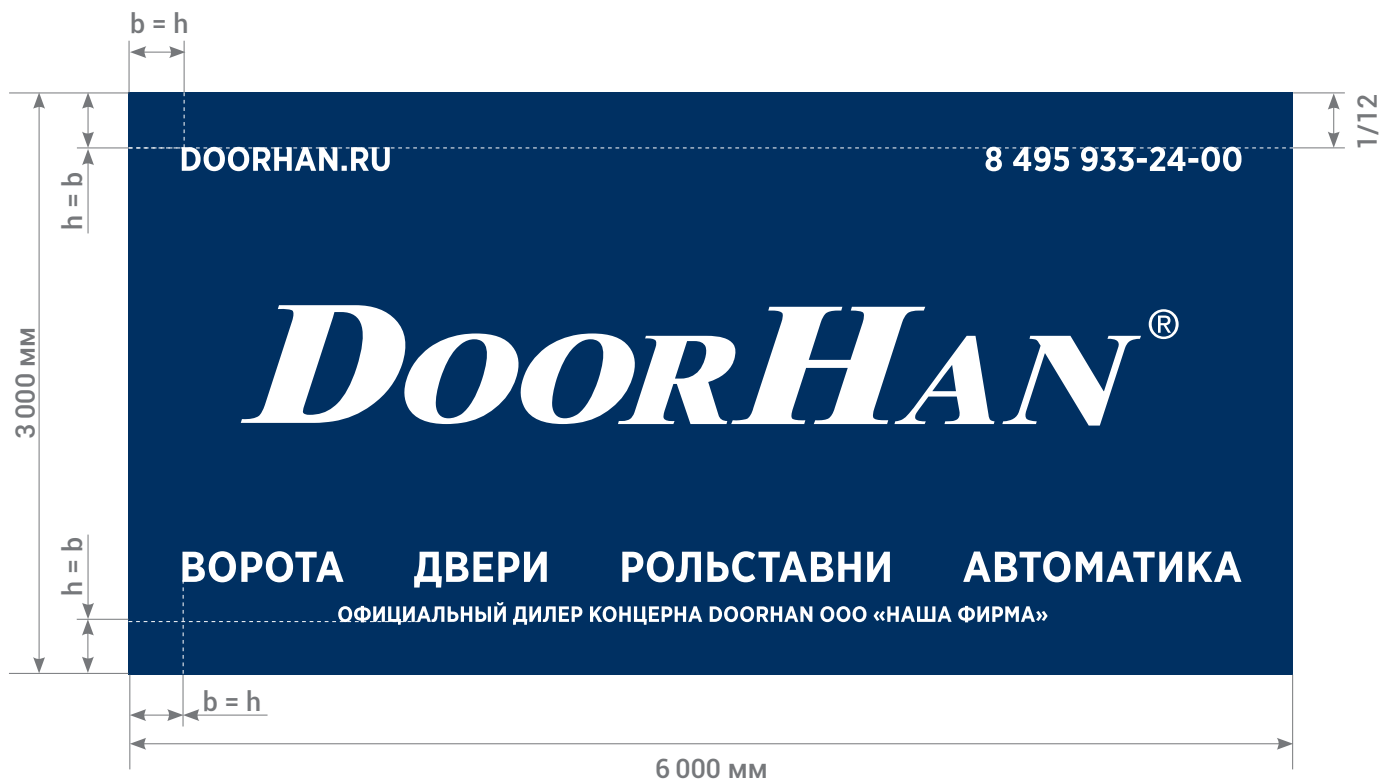 b = h
1/12
DOORHAN.RU 8 495 933-24-00
h = b
DOORHAN®
3 000 мм
h = b
ВОРОТА ДВЕРИ РОЛЬСТАВНИ АВТОМАТИКА
ОФИЦИАЛЬНЫЙ ДИЛЕР КОНЦЕРНА DOORHAN ООО «НАША ФИРМА»
b = h
6 000 мм